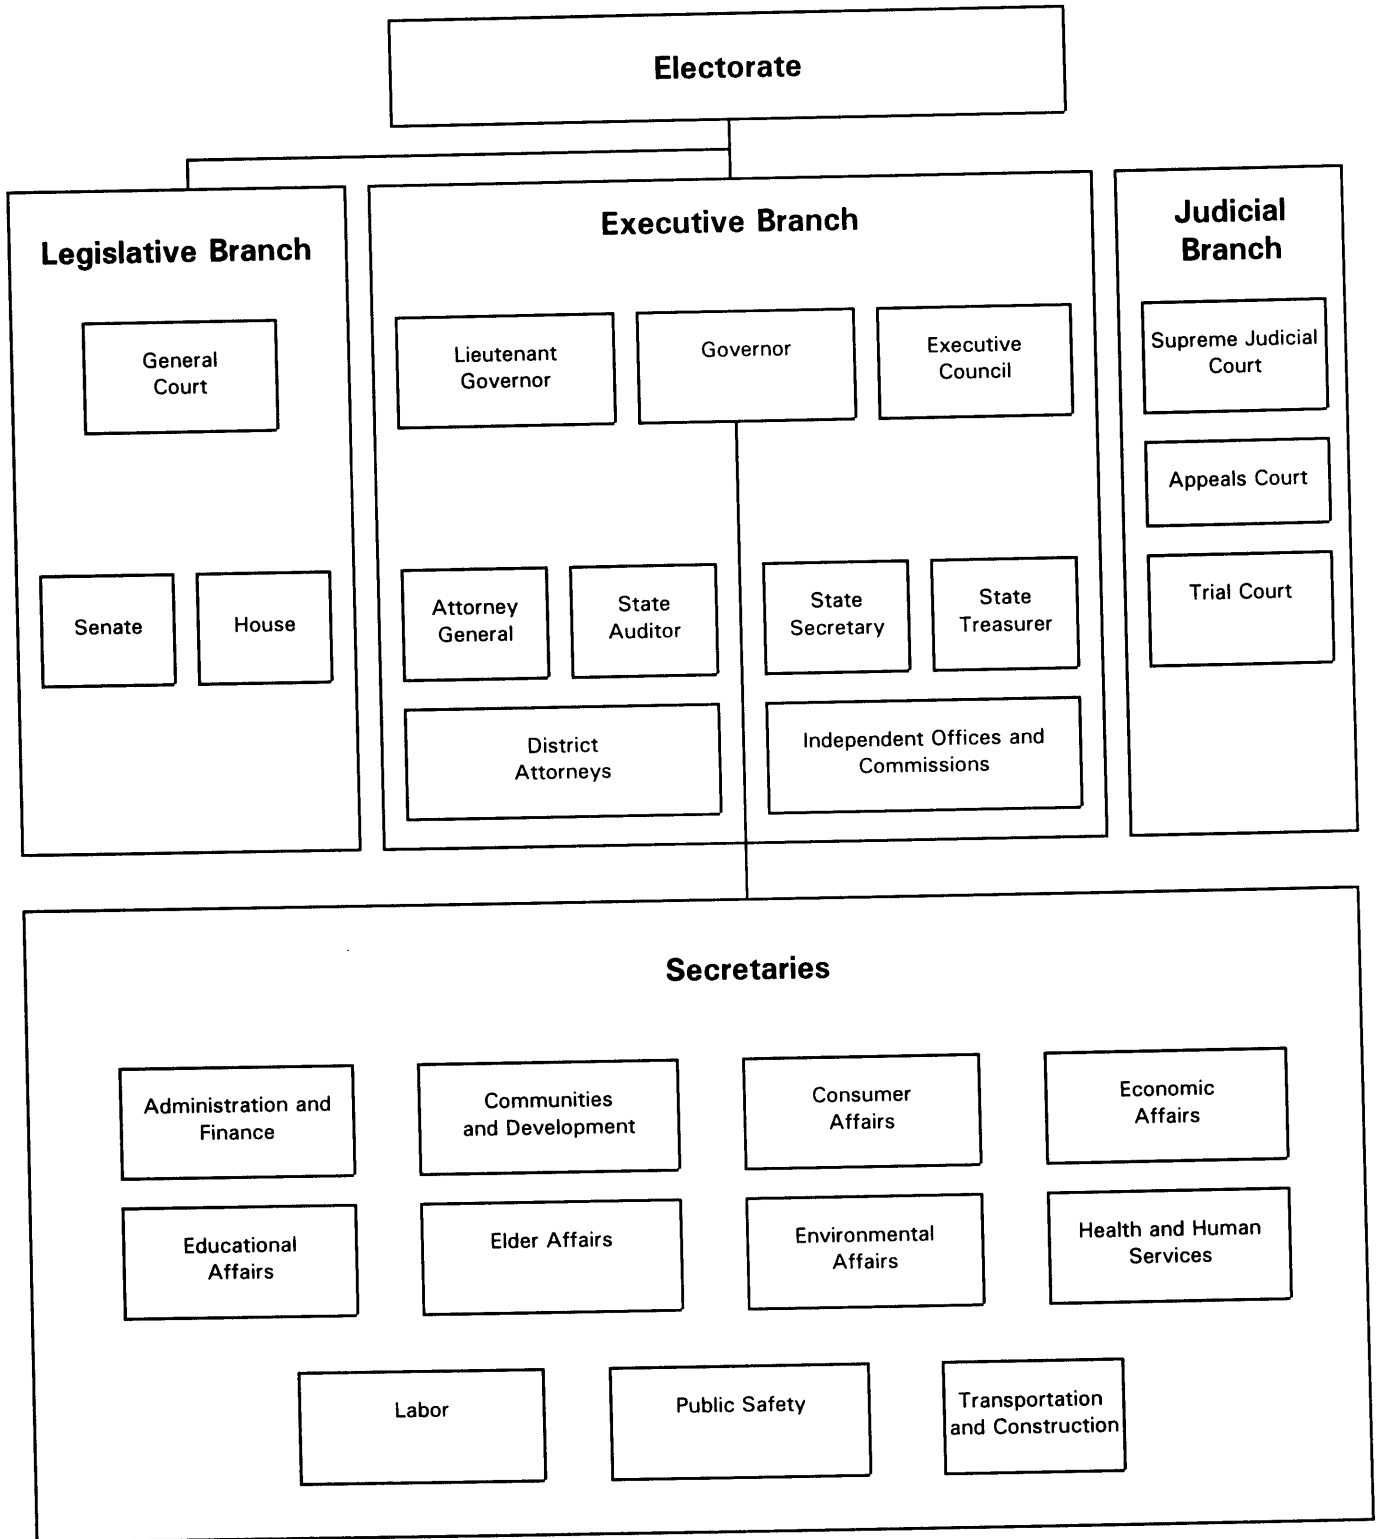 Electorate
Legislative Branch
General
Court
Senate
House
Executive Branch
Lieutenant
Governor
Governor
Executive
Council
Attorney
General
State
Auditor
State
Secretary
State
Treasurer
District
Attorneys
Independent Offices and
Commissions
Judicial
Branch
Supreme Judicial
Court
Appeals Court
Trial Court
Secretaries
Administration and
Finance
Communities
and Development
Consumer
Affairs
Economic
Affairs
Educational
Affairs
Elder Affairs
Environmental
Affairs
Health and Human
Services
Labor
Public Safety
Transportation
and Construction